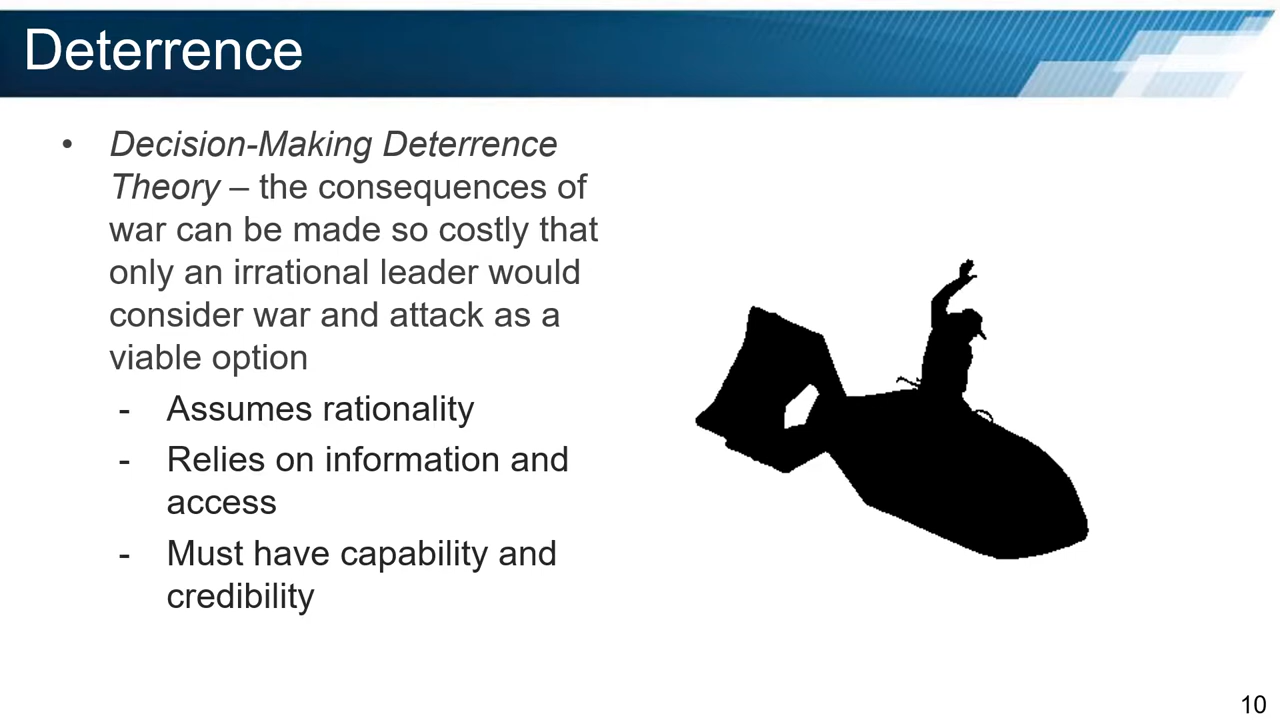 Deterrence
• Decision-Making Deterrence
Theory – the consequences of
war can be made so costly that
only an irrational leader would
consider war and attack as a
viable option
- Assumes rationality
- Relies on information and
access
- Must have capability and
credibility
10